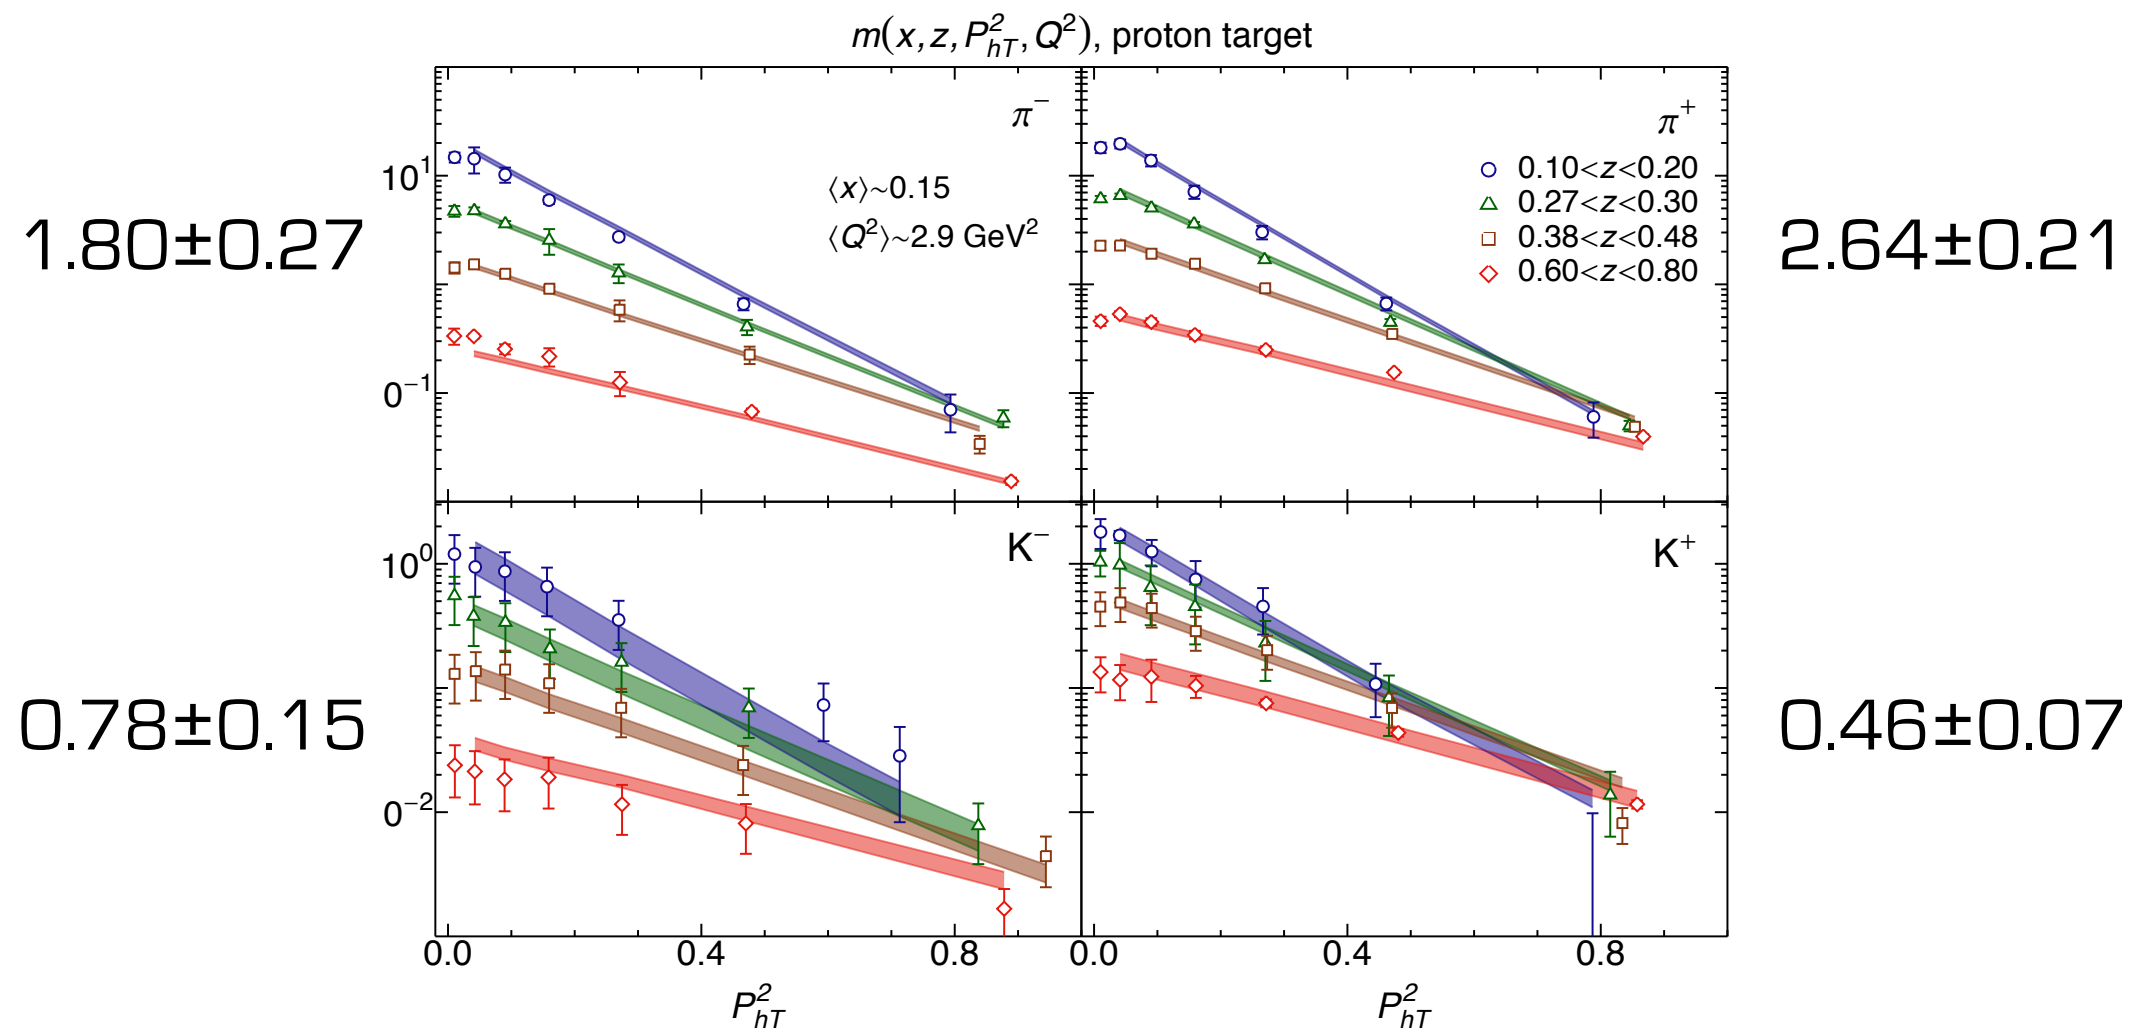 m(x, z, P²hT, Q²), proton target
π⁻
π⁺
⟨x⟩~0.15
⟨Q²⟩~2.9 GeV²
0.10<z<0.20
0.27<z<0.30
0.38<z<0.48
0.60<z<0.80
10¹
0⁻¹
1.80±0.27
2.64±0.21
K⁻
K⁺
10⁰
0⁻²
0.78±0.15
0.46±0.07
0.0 0.4 0.8 0.0 0.4 0.8
P²hT P²hT